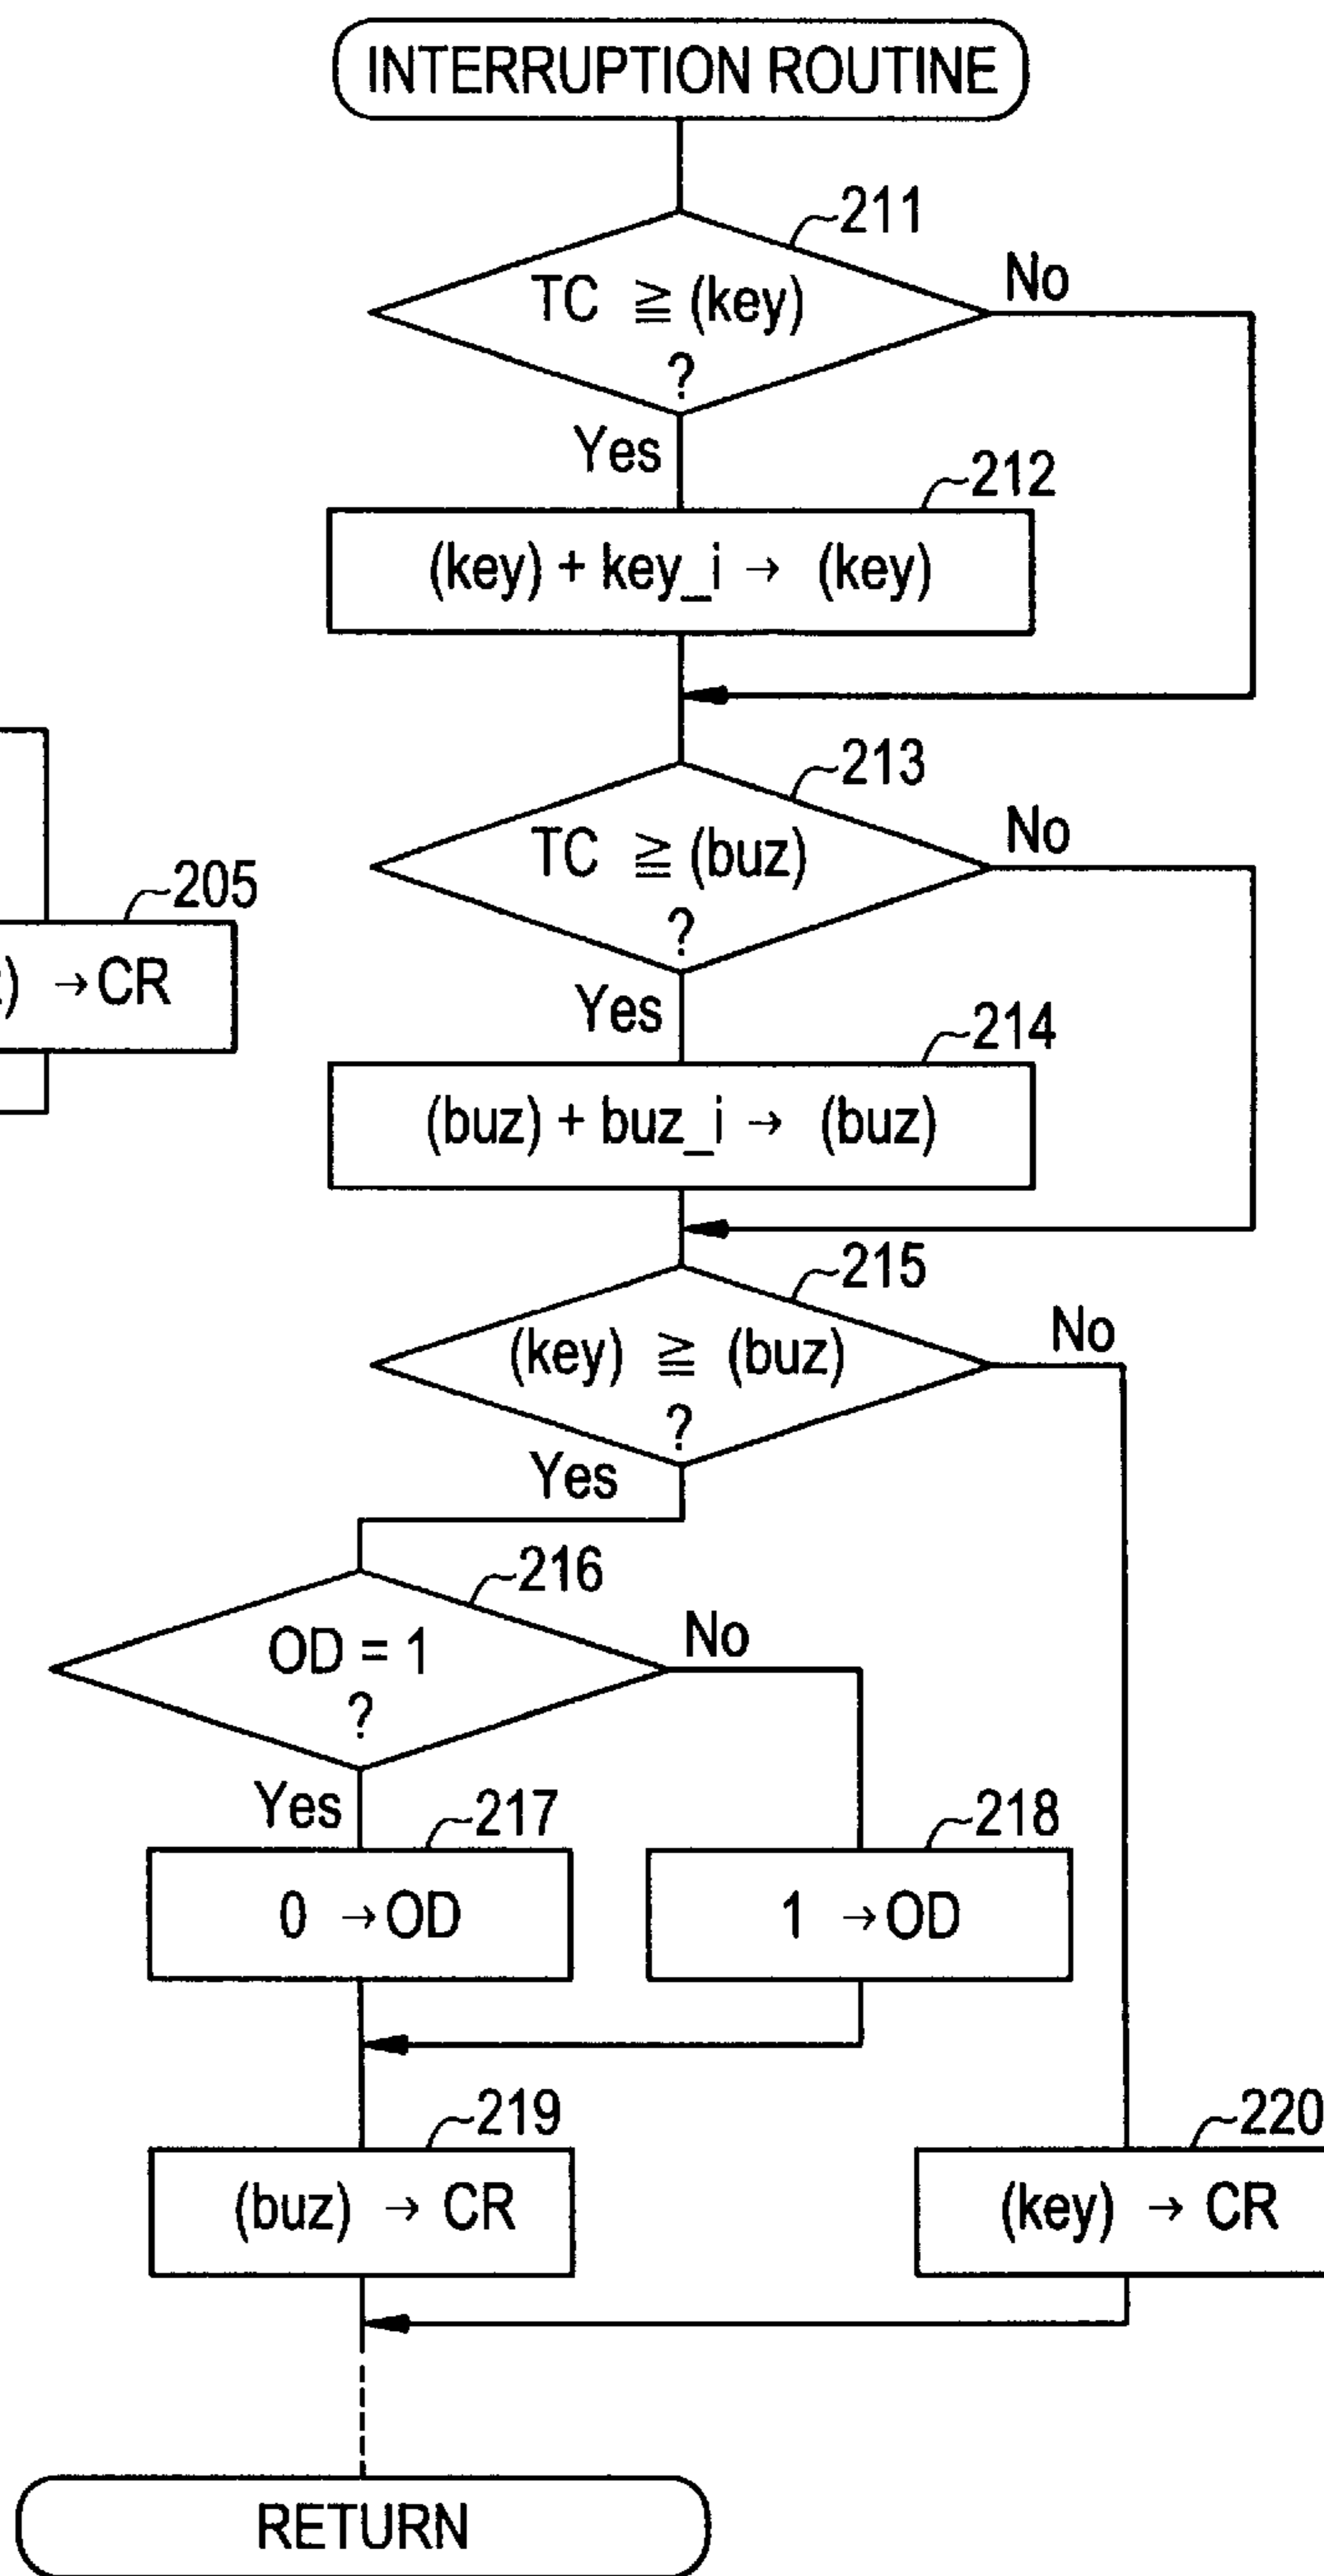 INTERRUPTION ROUTINE
211
TC ≧ (key)
?
No
Yes
212
(key) + key_i → (key)
213
TC ≧ (buz)
?
No
205
) → CR
Yes
214
(buz) + buz_i → (buz)
215
(key) ≧ (buz)
?
No
Yes
216
OD = 1
?
No
Yes
217
218
0 → OD
1 → OD
219
220
(buz) → CR
(key) → CR
RETURN